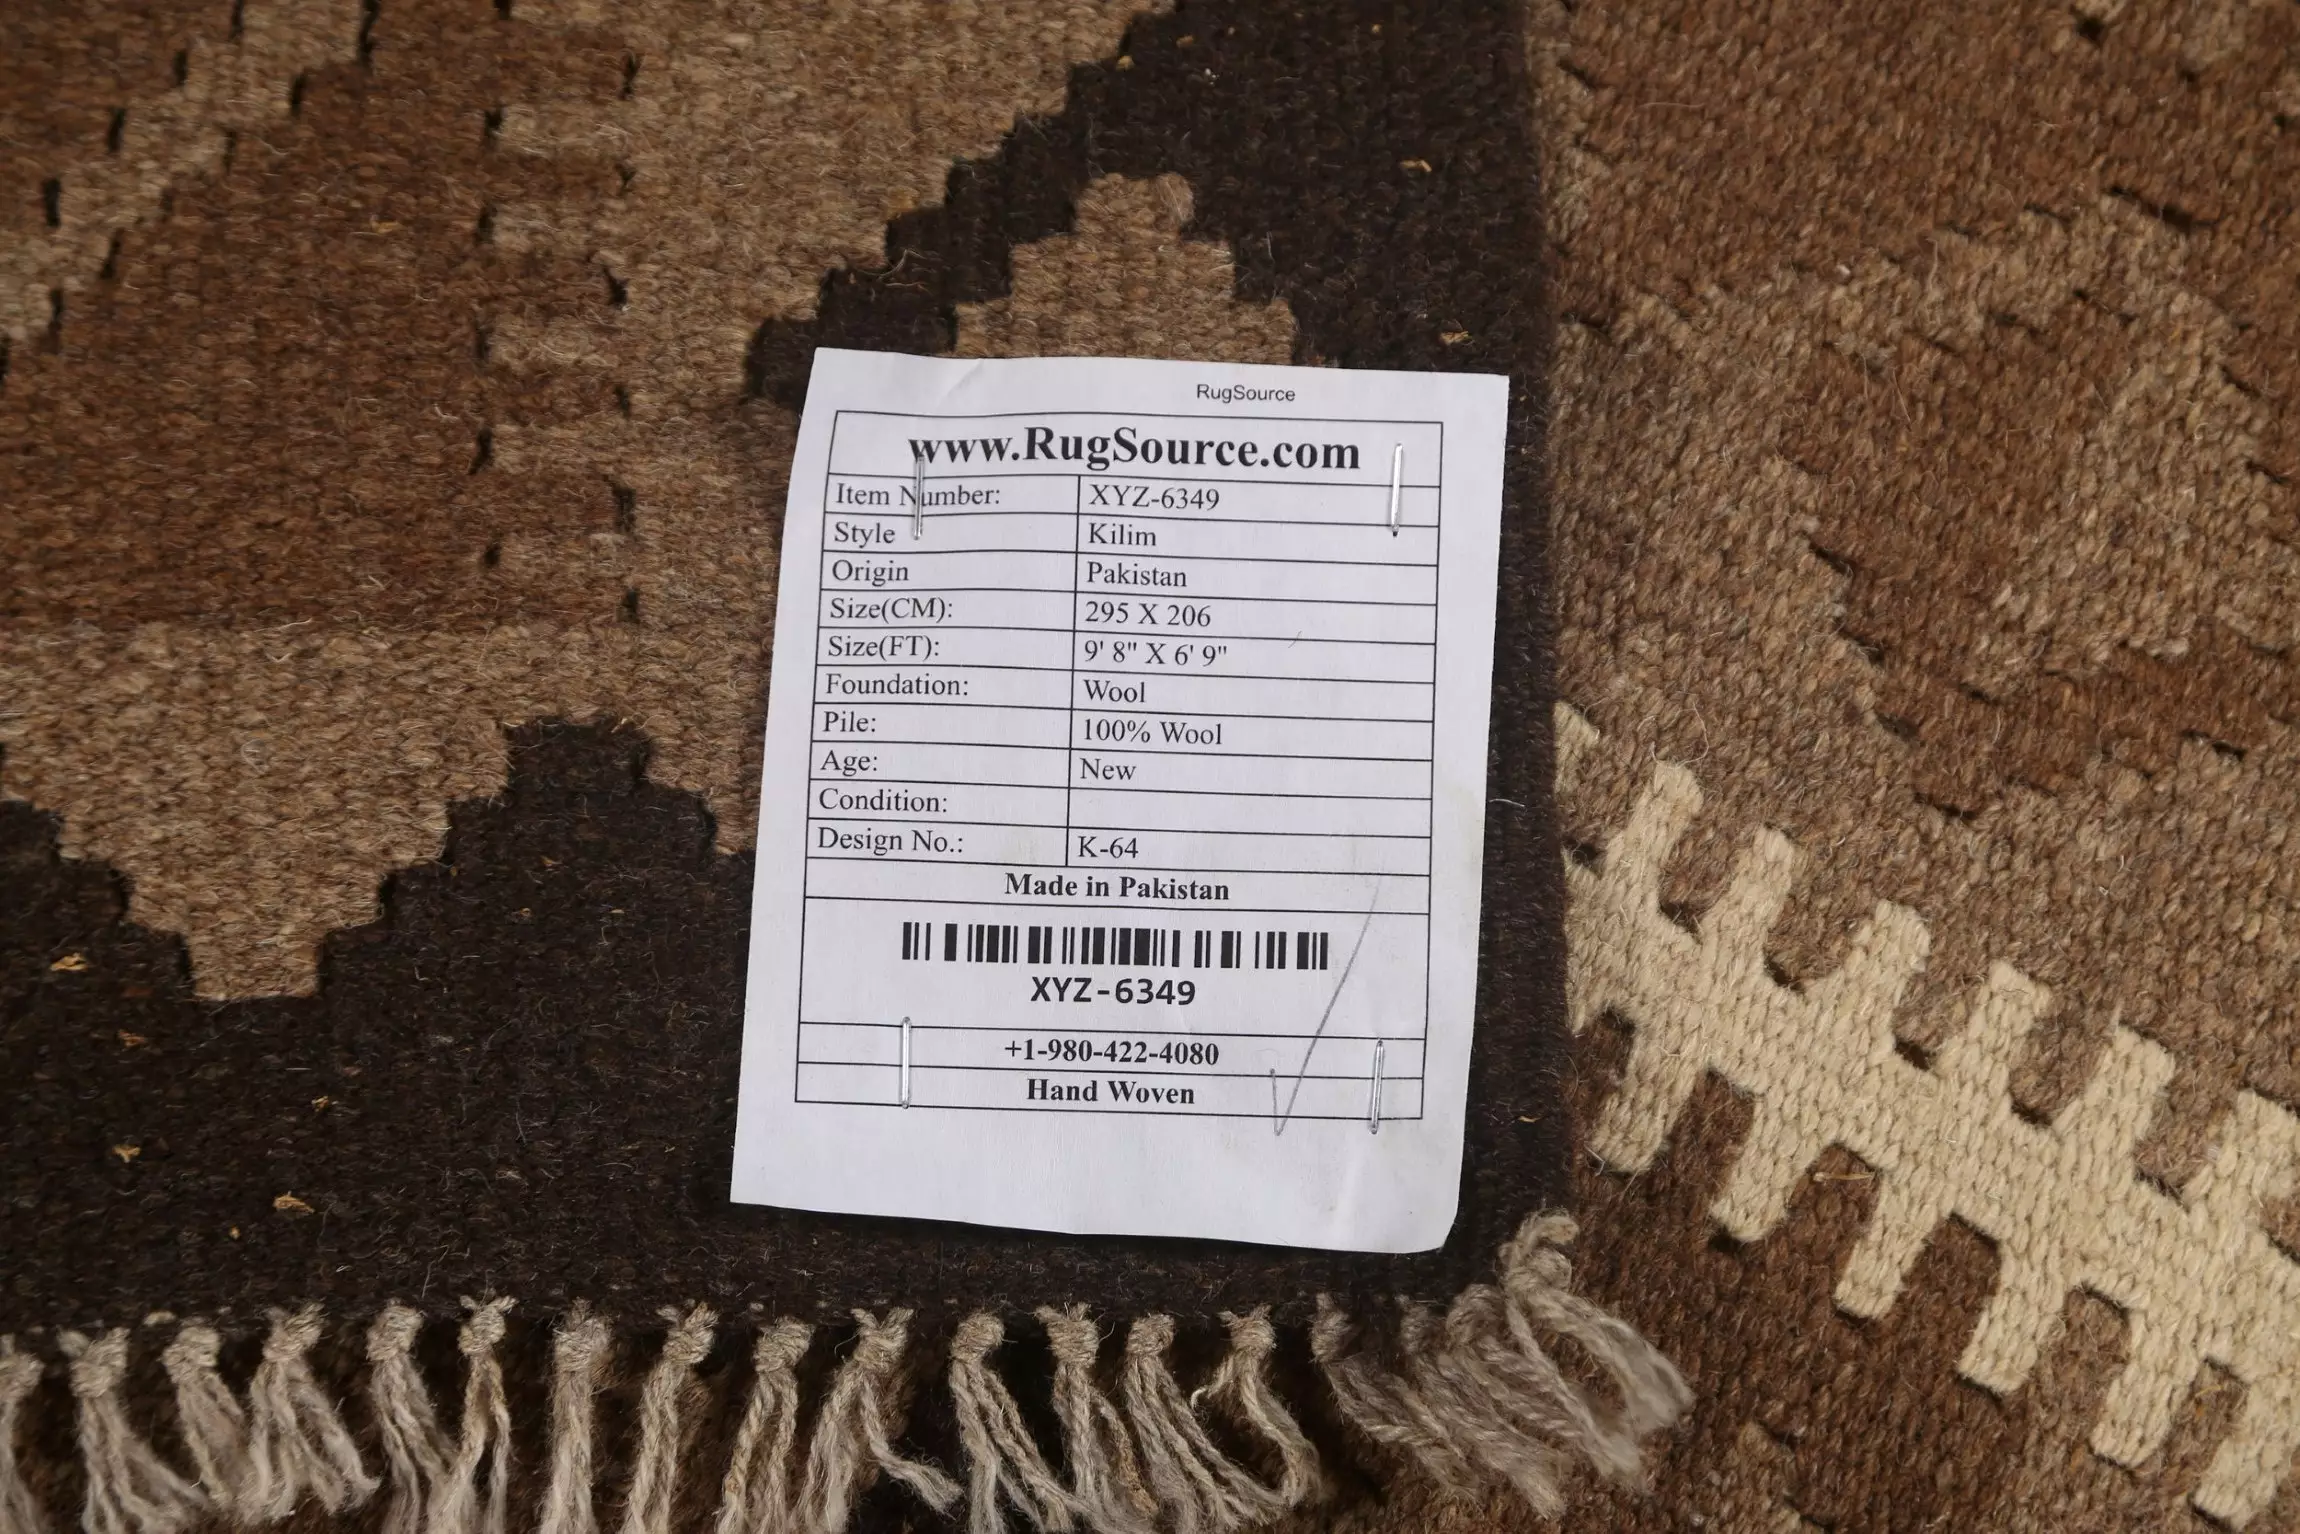 RugSource
www.RugSource.com
Item Number: XYZ-6349
Style Kilim
Origin Pakistan
Size(CM): 295 X 206
Size(FT): 9' 8" X 6' 9"
Foundation: Wool
Pile: 100% Wool
Age: New
Condition:
Design No.: K-64
Made in Pakistan
XYZ-6349
+1-980-422-4080
Hand Woven